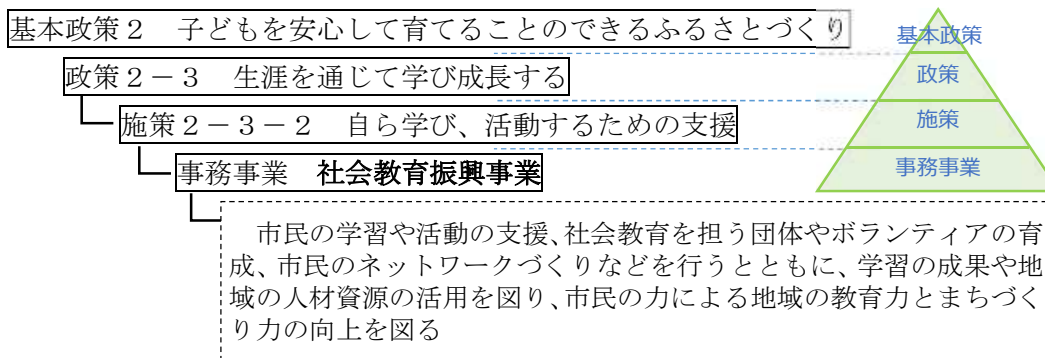 基本政策２　子どもを安心して育てることのできるふるさとづくり
政策２－３　生涯を通じて学び成長する
施策２－３－２　自ら学び、活動するための支援
事務事業　社会教育振興事業
市民の学習や活動の支援、社会教育を担う団体やボランティアの育
成、市民のネットワークづくりなどを行うとともに、学習の成果や地
域の人材資源の活用を図り、市民の力による地域の教育力とまちづく
り力の向上を図る
基本政策
政策
施策
事務事業